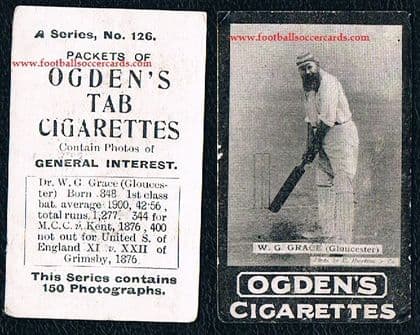 A Series, No. 126.
www.footballsoccercards.com
PACKETS OF
OGDEN'S
TAB
CIGARETTES
Contain Photos of
GENERAL INTEREST.
Dr. W. G. Grace (Glouces-
ter) Born .848 1st class
bat. average 1900, 42·56,
total runs, 1,277. 344 for
M.C.C. v. Kent, 1876, 400
not out for United S. of
England XI v. XXII of
Grimsby, 1876.
This Series contains
150 Photographs.
www.footballsoccercards.com
W. G. GRACE (Gloucester)
OGDEN'S
CIGARETTES